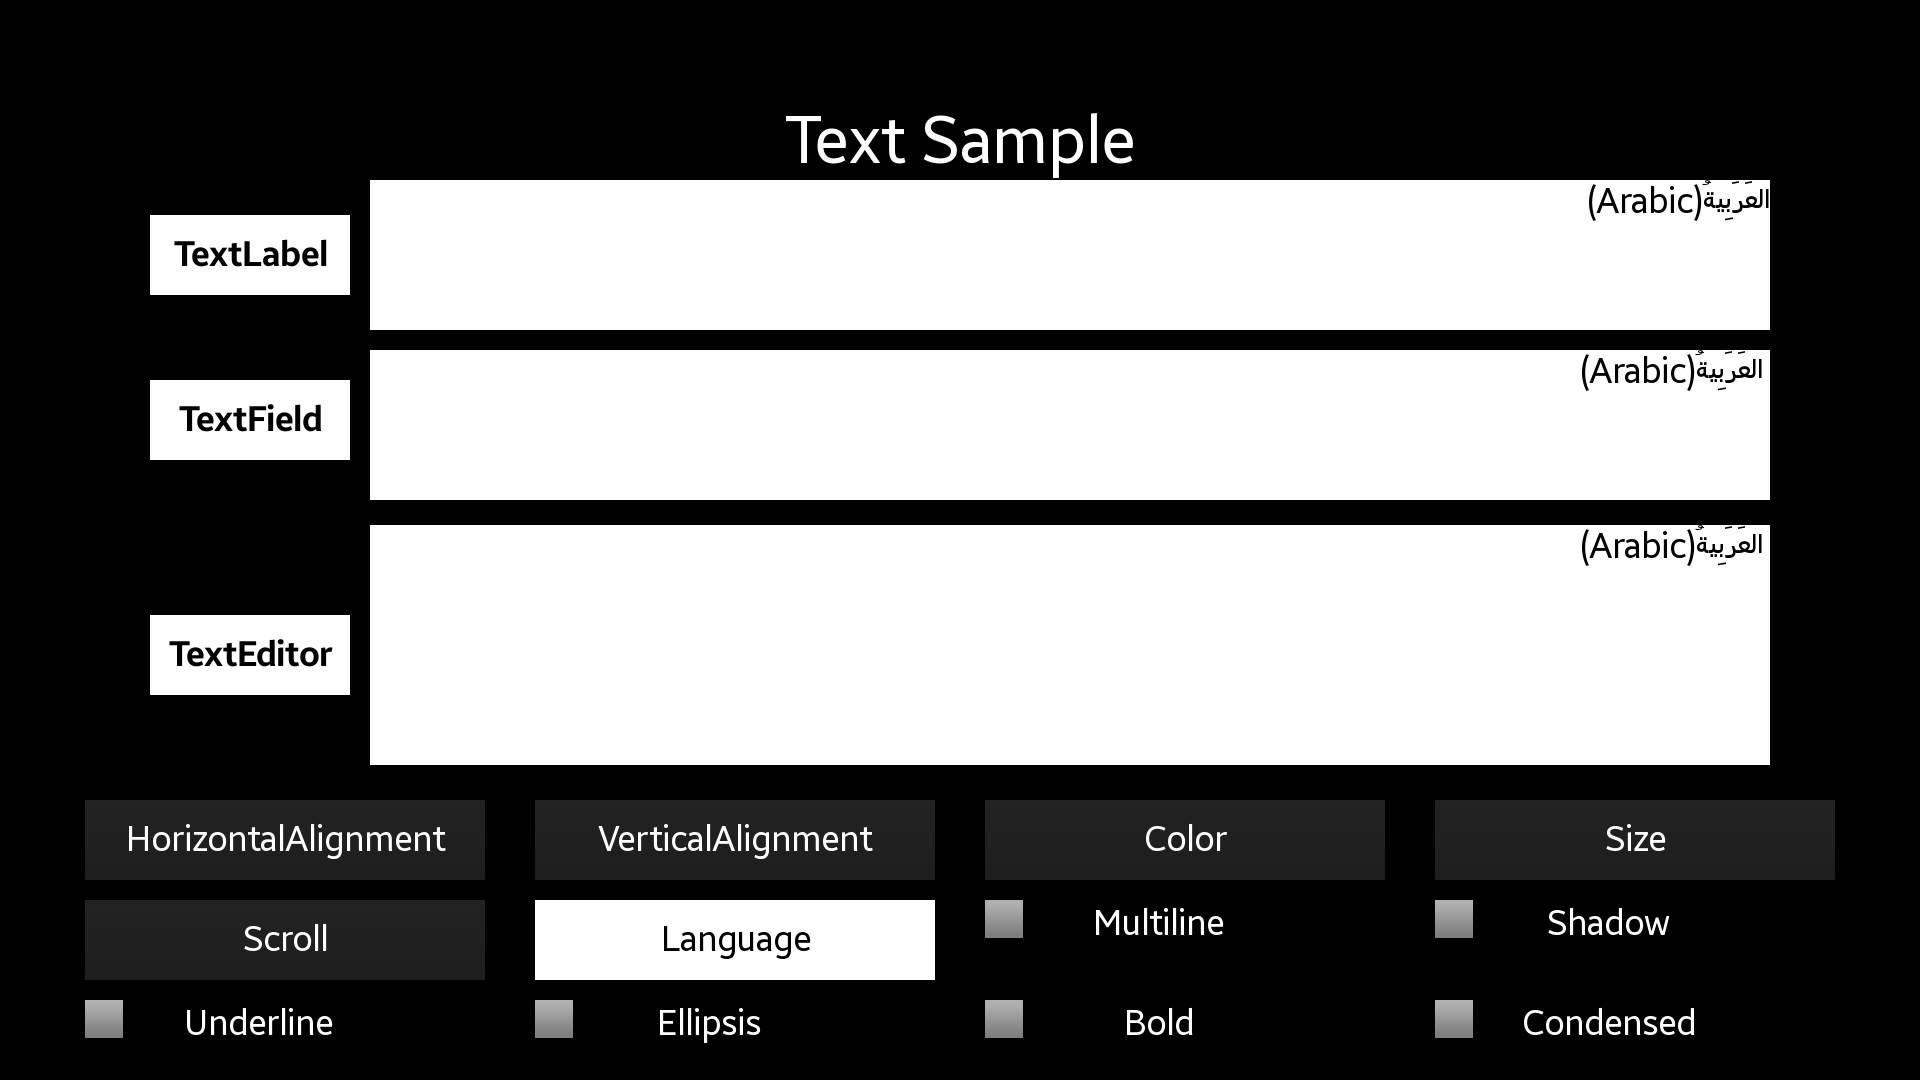 Text Sample
TextLabel
العَرَبِيةُ(Arabic)
TextField
العَرَبِيةُ(Arabic)
TextEditor
العَرَبِيةُ(Arabic)
HorizontalAlignment
VerticalAlignment
Color
Size
Scroll
Language
Multiline
Shadow
Underline
Ellipsis
Bold
Condensed